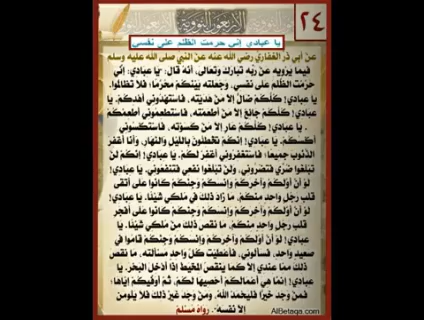 الأربعون النووية
٢٤
يا عبادي إني حرمت الظلم على نفسي
عن أبي ذر الغفاري رضي الله عنه عن النبي صلى الله عليه وسلم
فيما يرويه عن ربه تبارك وتعالى، أنه قال: "يا عبادي: إني
حرمت الظلم على نفسي، وجعلته بينكم محرما؛ فلا تظالموا.
يا عبادي! كلكم ضال إلا من هديته، فاستهدوني أهدكم. يا
عبادي! كلكم جائع إلا من أطعمته، فاستطعموني أطعمكم
. يا عبادي! كلكم عار إلا من كسوته، فاستكسوني
أكسكم. يا عبادي! إنكم تخطئون بالليل والنهار، وأنا أغفر
الذنوب جميعا؛ فاستغفروني أغفر لكم. يا عبادي! إنكم لن
تبلغوا ضري فتضروني، ولن تبلغوا نفعي فتنفعوني. يا عبادي!
لو أن أولكم وآخركم وإنسكم وجنكم كانوا على أتقى
قلب رجل واحد منكم، ما زاد ذلك في ملكي شيئا. يا
عبادي! لو أن أولكم وآخركم وإنسكم وجنكم كانوا على أفجر
قلب رجل واحد منكم، ما نقص ذلك من ملكي شيئا. يا
عبادي! لو أن أولكم وآخركم وإنسكم وجنكم قاموا في
صعيد واحد، فسألوني، فأعطيت كل واحد مسألته، ما نقص
ذلك مما عندي إلا كما ينقص المخيط إذا أدخل البحر. يا
عبادي! إنما هي أعمالكم أحصيها لكم، ثم أوفيكم إياها؛
فمن وجد خيرا فليحمد الله، ومن وجد غير ذلك فلا يلومن
إلا نفسه". رواه مسلم
AlBetaqa.com